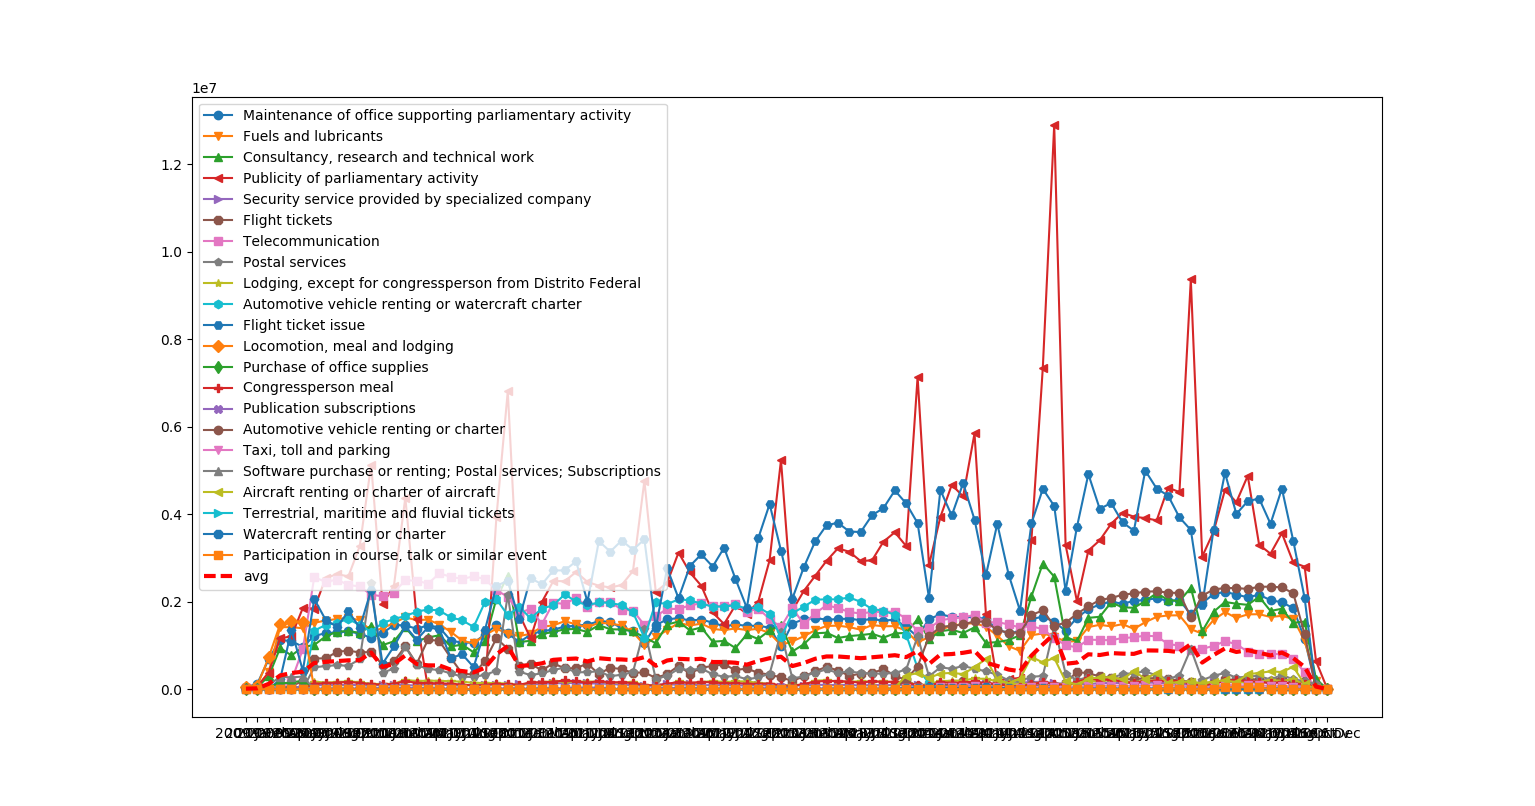 1e7
1.2
1.0
0.8
0.6
0.4
0.2
0.0
Maintenance of office supporting parliamentary activity
Fuels and lubricants
Consultancy, research and technical work
Publicity of parliamentary activity
Security service provided by specialized company
Flight tickets
Telecommunication
Postal services
Lodging, except for congressperson from Distrito Federal
Automotive vehicle renting or watercraft charter
Flight ticket issue
Locomotion, meal and lodging
Purchase of office supplies
Congressperson meal
Publication subscriptions
Automotive vehicle renting or charter
Taxi, toll and parking
Software purchase or renting; Postal services; Subscriptions
Aircraft renting or charter of aircraft
Terrestrial, maritime and fluvial tickets
Watercraft renting or charter
Participation in course, talk or similar event
avg